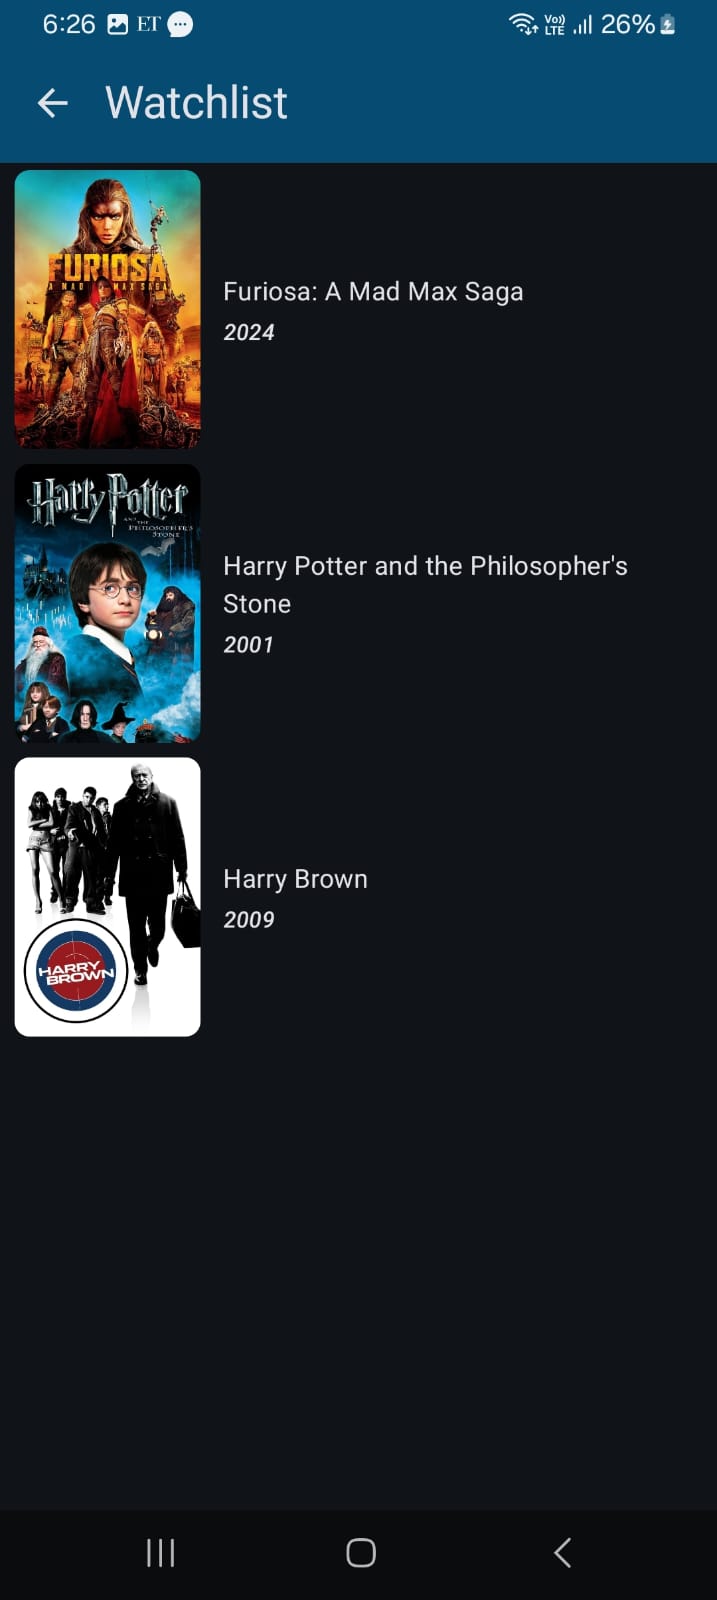 6:26 ET Vo)) LTE 26%
Watchlist
FURIOSA
A MAD MAX SAGA
Furiosa: A Mad Max Saga
2024
Harry Potter
AND THE
PHILOSOPHER'S
STONE
Harry Potter and the Philosopher's
Stone
2001
HARRY
BROWN
Harry Brown
2009